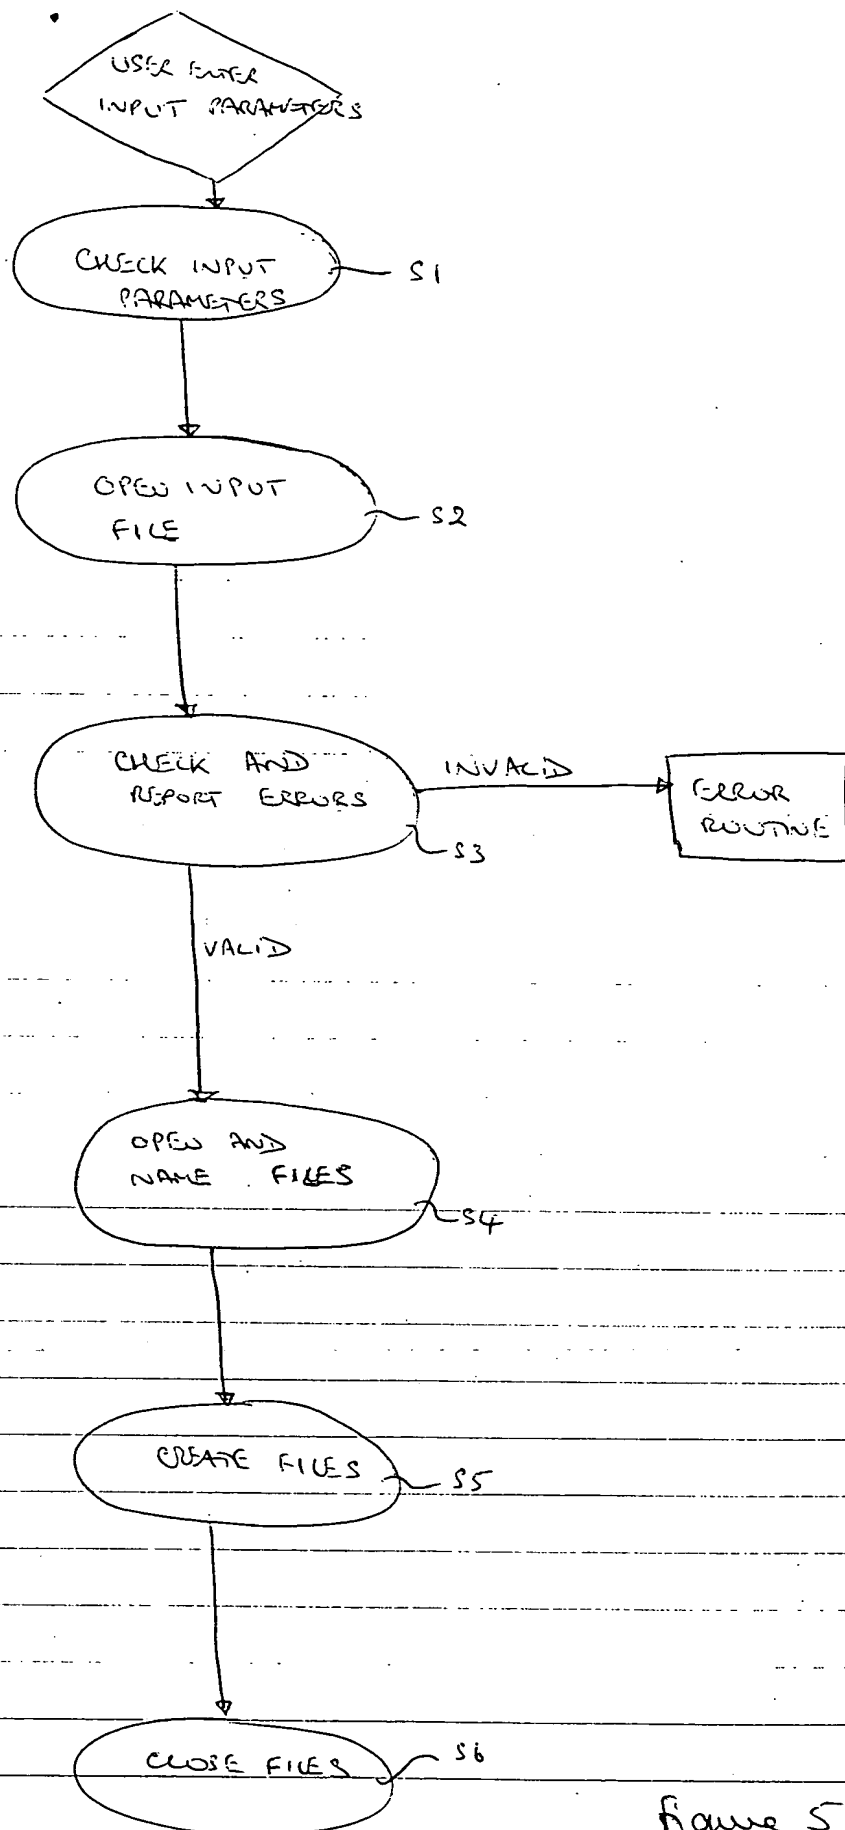 USER ENTER
INPUT PARAMETERS
CHECK INPUT
PARAMETERS
S1
OPEN INPUT
FILE
S2
CHECK AND
REPORT ERRORS
INVALID
ERROR
ROUTINE
S3
VALID
OPEN AND
NAME FILES
S4
CREATE FILES
S5
CLOSE FILES
S6
Figure 5